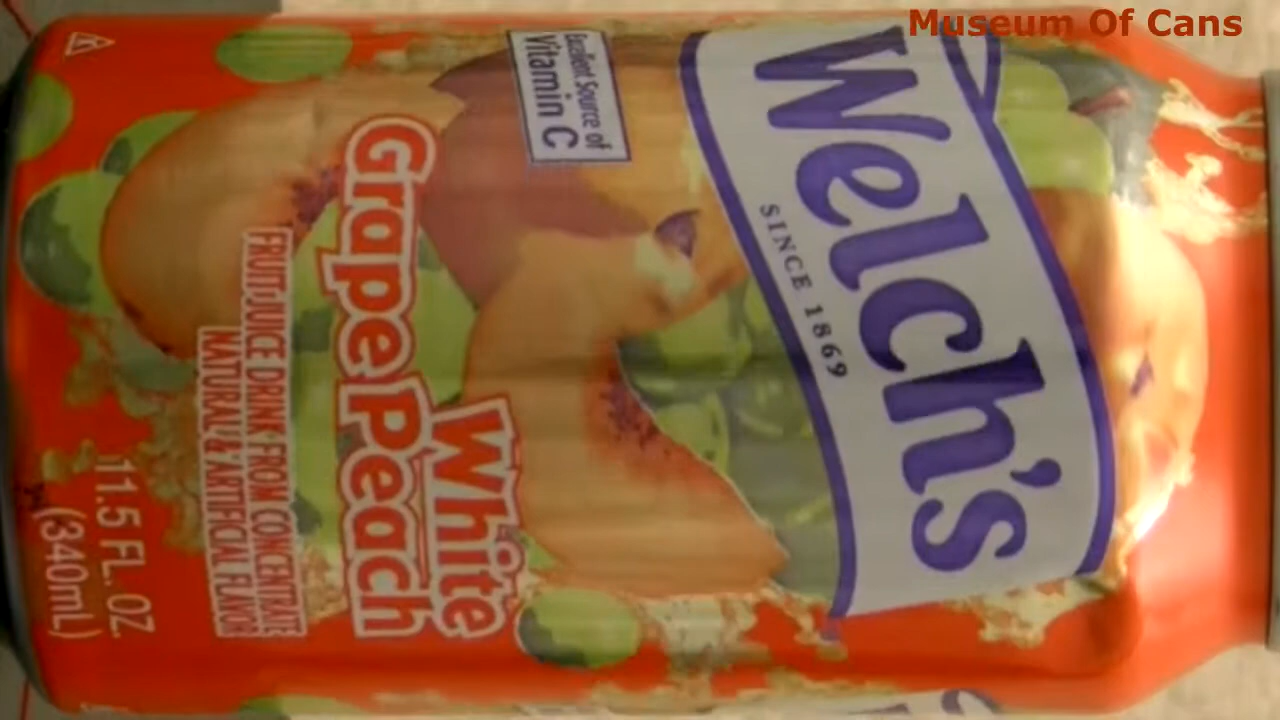 Museum Of Cans
Welch's
SINCE 1869
Excellent Source of
Vitamin C
White
Grape Peach
FRUIT JUICE DRINK FROM CONCENTRATE
NATURAL & ARTIFICIAL FLAVOR
11.5 FL. OZ.
(340mL)